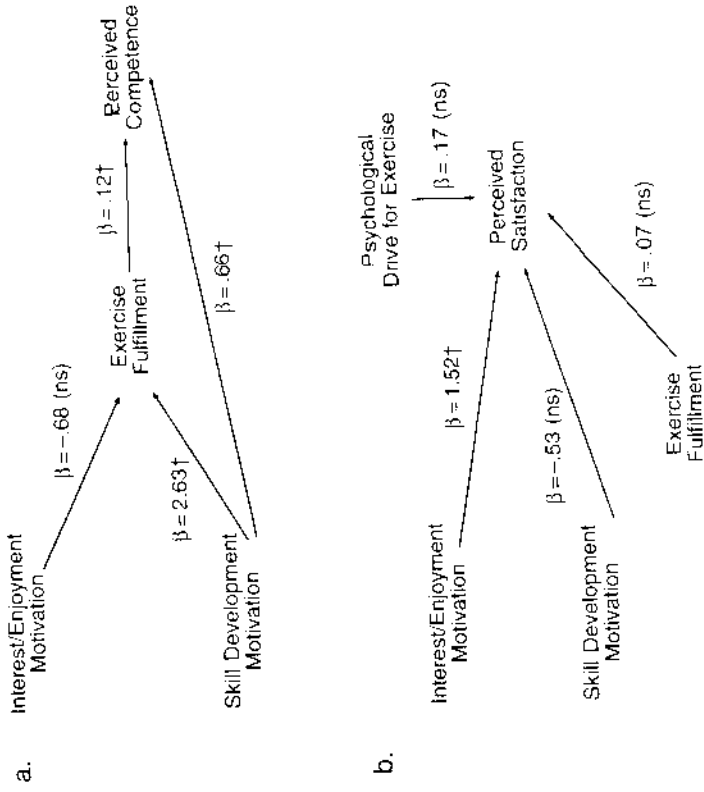 a.
Interest/Enjoyment
Motivation
β=-.68 (ns)
Exercise
Fulfillment
β=.12†
Perceived
Competence
β=2.63†
β=.66†
Skill Development
Motivation
b.
Psychological
Drive for Exercise
β=.17 (ns)
Interest/Enjoyment
Motivation
β=1.52†
Perceived
Satisfaction
β=-.53 (ns)
β=.07 (ns)
Skill Development
Motivation
Exercise
Fulfillment